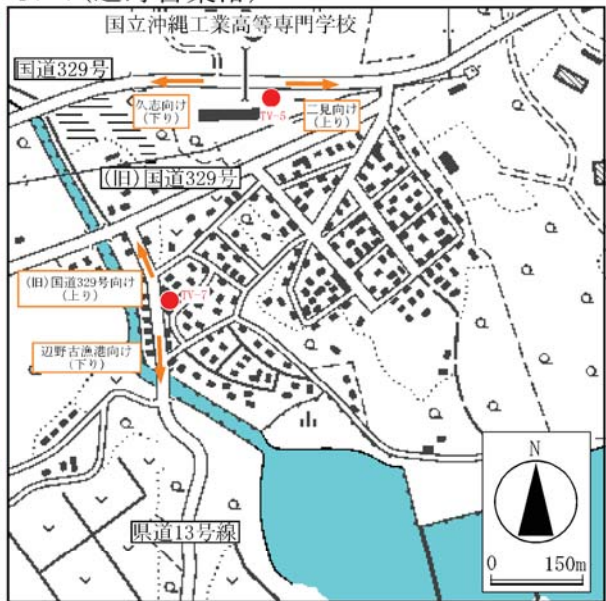 国立沖縄工業高等専門学校
国道329号
久志向け
(下り)
TV-5
二見向け
(上り)
(旧)国道329号
(旧)国道329号向け
(上り)
TV-7
辺野古漁港向け
(下り)
県道13号線
N
0 150m